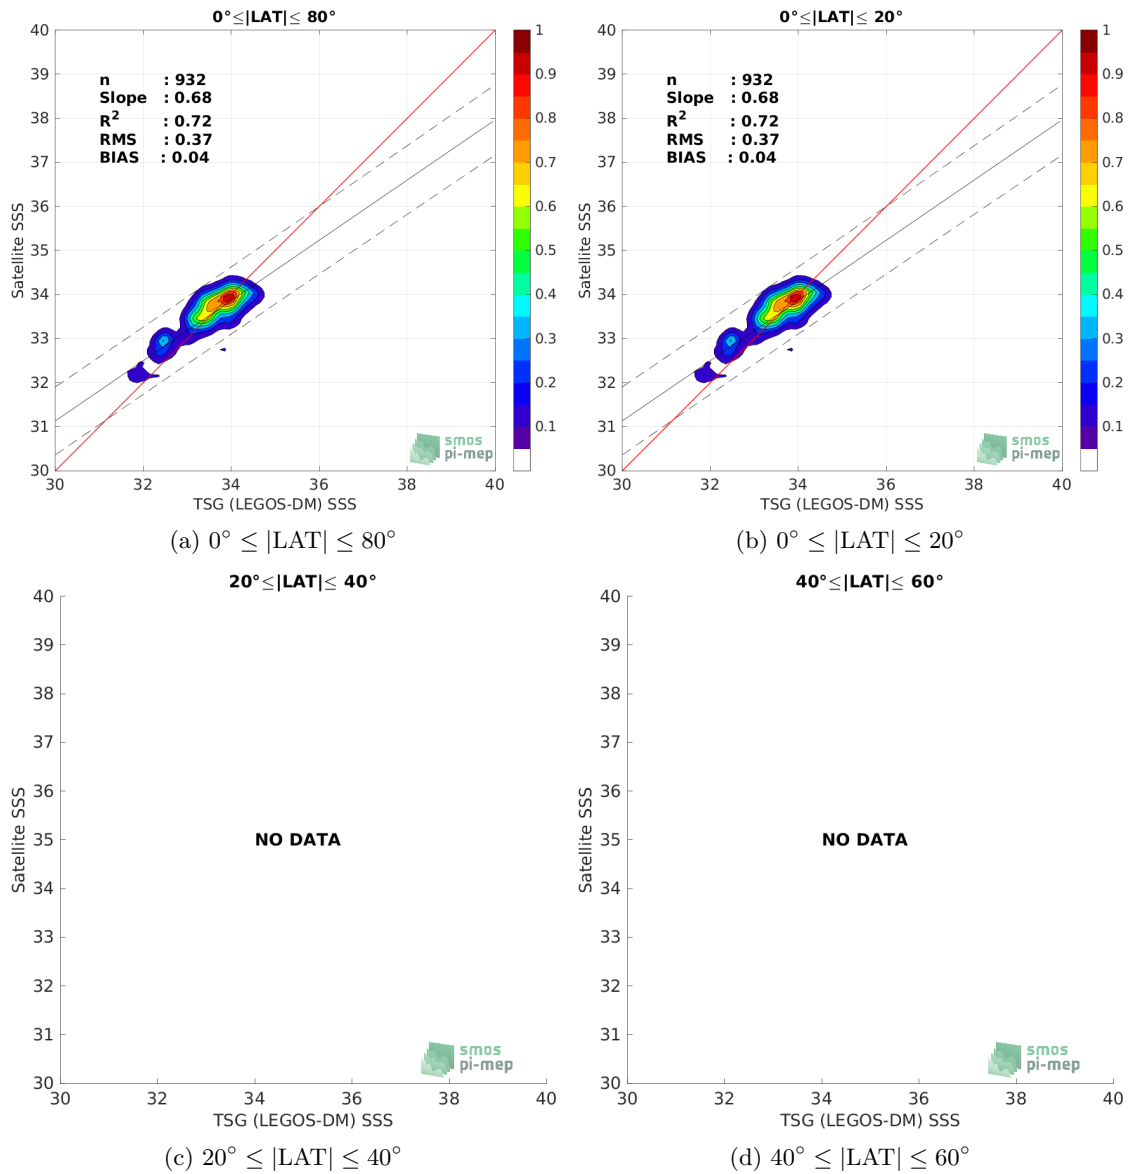 0°≤|LAT|≤ 80°
40
39
38
37
36
35
34
33
32
31
30
Satellite SSS
n : 932
Slope : 0.68
R² : 0.72
RMS : 0.37
BIAS : 0.04
1
0.9
0.8
0.7
0.6
0.5
0.4
0.3
0.2
0.1
smos
pi-mep
30 32 34 36 38 40
TSG (LEGOS-DM) SSS
(a) 0° ≤ |LAT| ≤ 80°
0°≤|LAT|≤ 20°
40
39
38
37
36
35
34
33
32
31
30
Satellite SSS
n : 932
Slope : 0.68
R² : 0.72
RMS : 0.37
BIAS : 0.04
1
0.9
0.8
0.7
0.6
0.5
0.4
0.3
0.2
0.1
smos
pi-mep
30 32 34 36 38 40
TSG (LEGOS-DM) SSS
(b) 0° ≤ |LAT| ≤ 20°
20°≤|LAT|≤ 40°
40
39
38
37
36
35
34
33
32
31
30
Satellite SSS
NO DATA
smos
pi-mep
30 32 34 36 38 40
TSG (LEGOS-DM) SSS
(c) 20° ≤ |LAT| ≤ 40°
40°≤|LAT|≤ 60°
40
39
38
37
36
35
34
33
32
31
30
Satellite SSS
NO DATA
smos
pi-mep
30 32 34 36 38 40
TSG (LEGOS-DM) SSS
(d) 40° ≤ |LAT| ≤ 60°